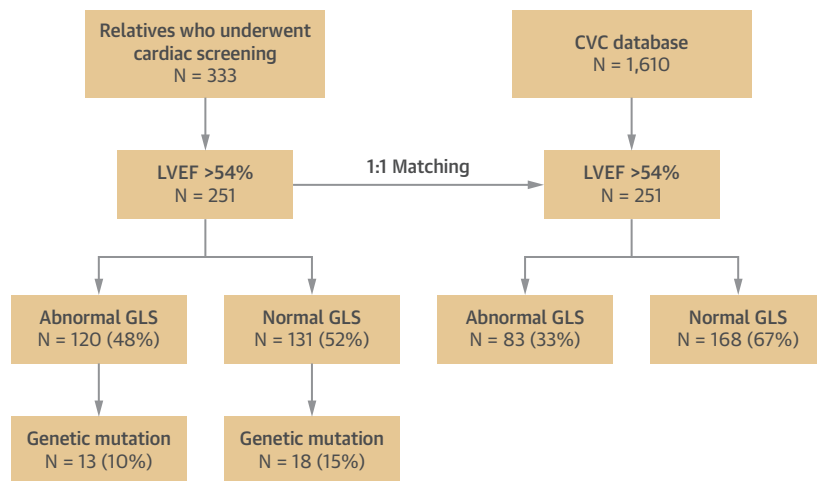 Relatives who underwent
cardiac screening
N = 333
CVC database
N = 1,610
LVEF >54%
N = 251
1:1 Matching
LVEF >54%
N = 251
Abnormal GLS
N = 120 (48%)
Normal GLS
N = 131 (52%)
Abnormal GLS
N = 83 (33%)
Normal GLS
N = 168 (67%)
Genetic mutation
N = 13 (10%)
Genetic mutation
N = 18 (15%)